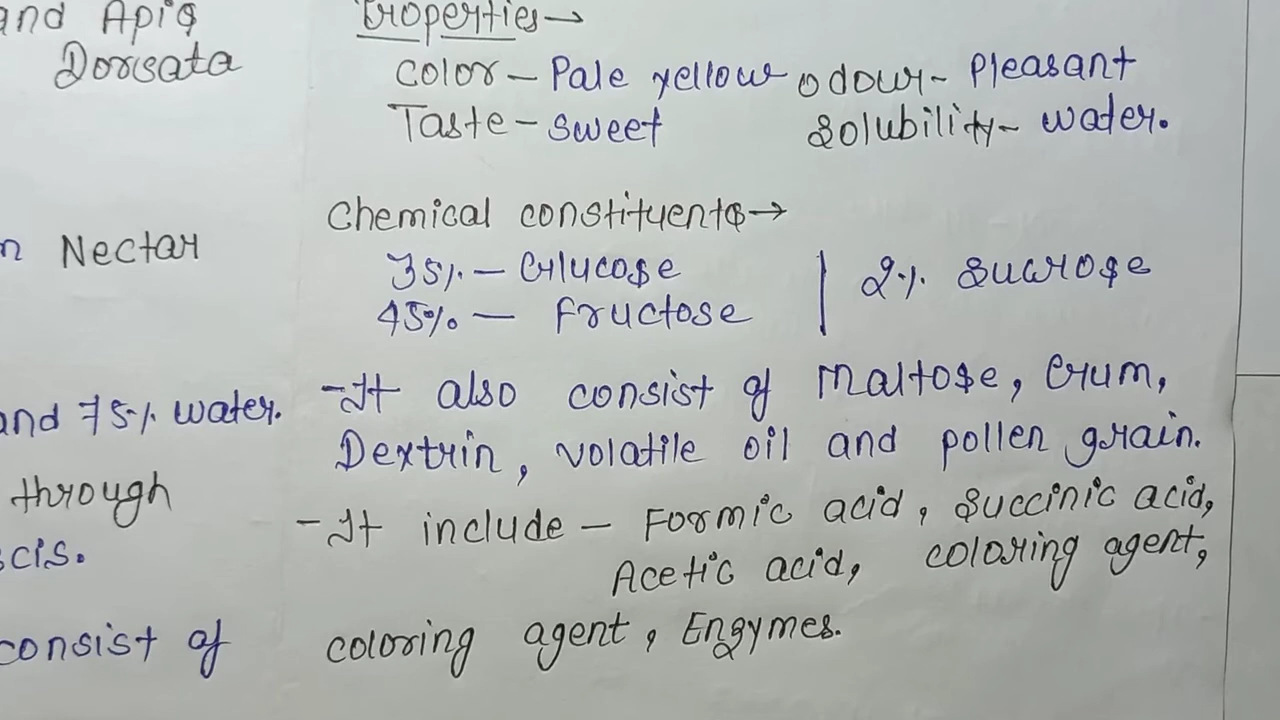 and Apis
Dorsata
n Nectar
and 75% water.
through
cis.
consist of
Properties→
Color – Pale yellow odour – Pleasant
Taste – sweet Solubility – water.
Chemical constituents→
35% – Glucose | 2% Sucrose
45% – Fructose
– It also consist of Maltose, Gum,
Dextrin, volatile oil and pollen grain.
– It include – Formic acid, Succinic acid,
Acetic acid, coloring agent,
coloring agent, Enzymes.